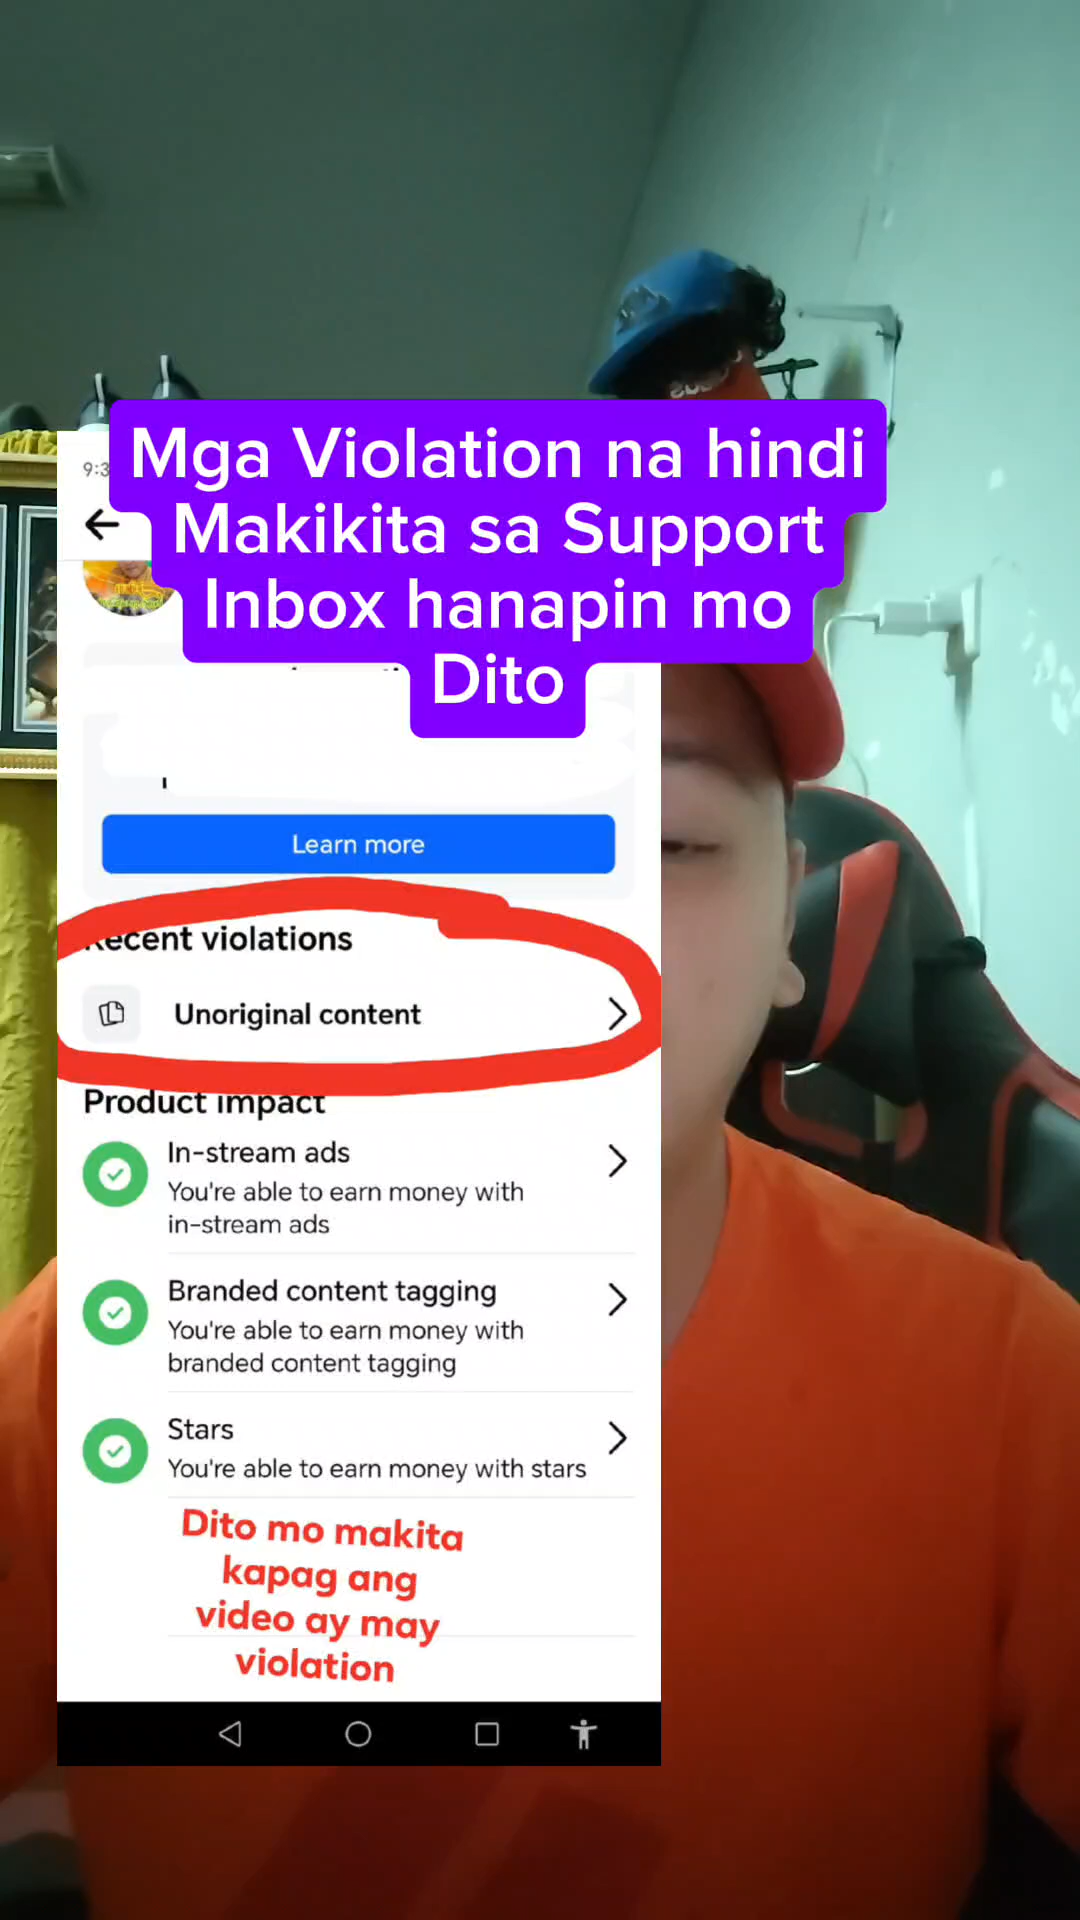 Mga Violation na hindi
Makikita sa Support
Inbox hanapin mo
Dito
Learn more
Recent violations
Unoriginal content
Product impact
In-stream ads
You're able to earn money with
in-stream ads
Branded content tagging
You're able to earn money with
branded content tagging
Stars
You're able to earn money with stars
Dito mo makita
kapag ang
video ay may
violation